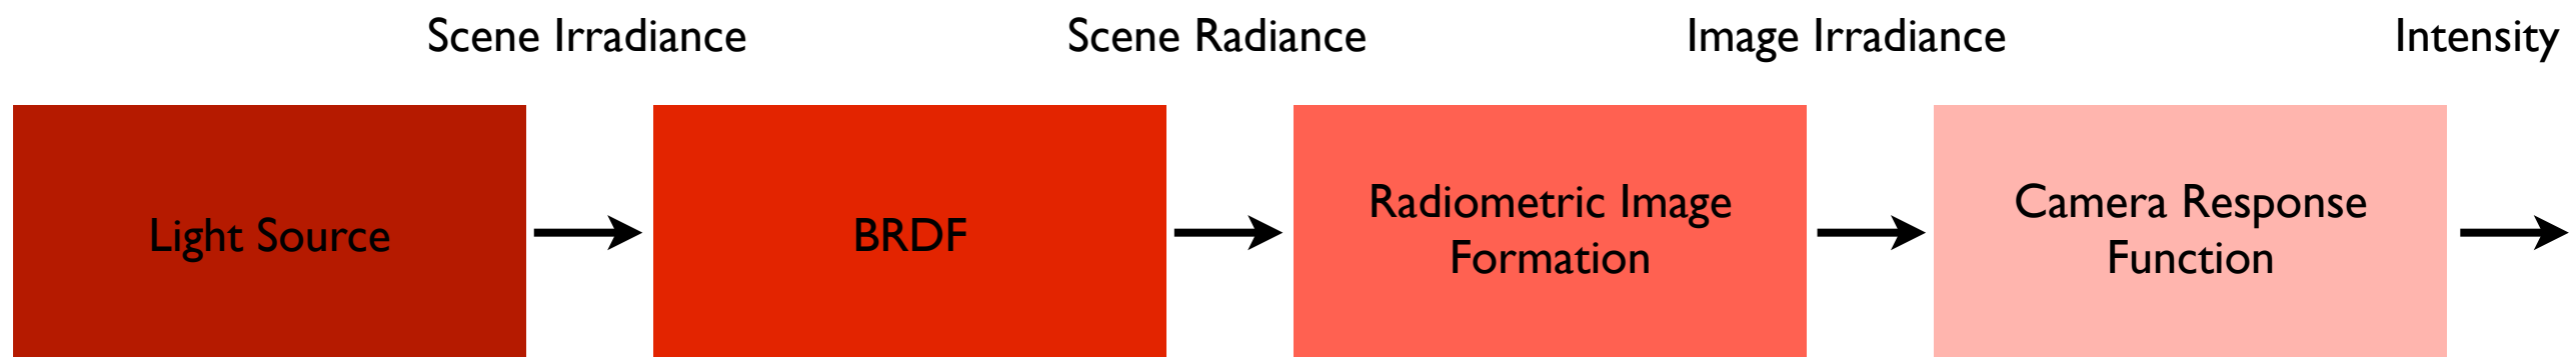 Scene Irradiance
Scene Radiance
Image Irradiance
Intensity
Light Source
BRDF
Radiometric Image
Formation
Camera Response
Function